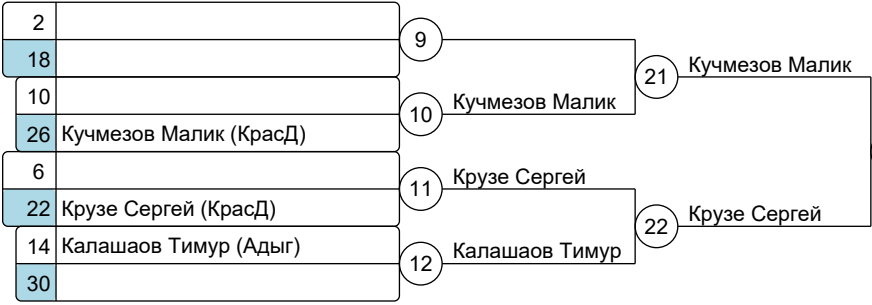 2
18
9
10
26 Кучмезов Малик (КрасД)
10
Кучмезов Малик
21
Кучмезов Малик
6
22 Крузе Сергей (КрасД)
11
Крузе Сергей
14 Калашаов Тимур (Адыг)
30
12
Калашаов Тимур
22
Крузе Сергей